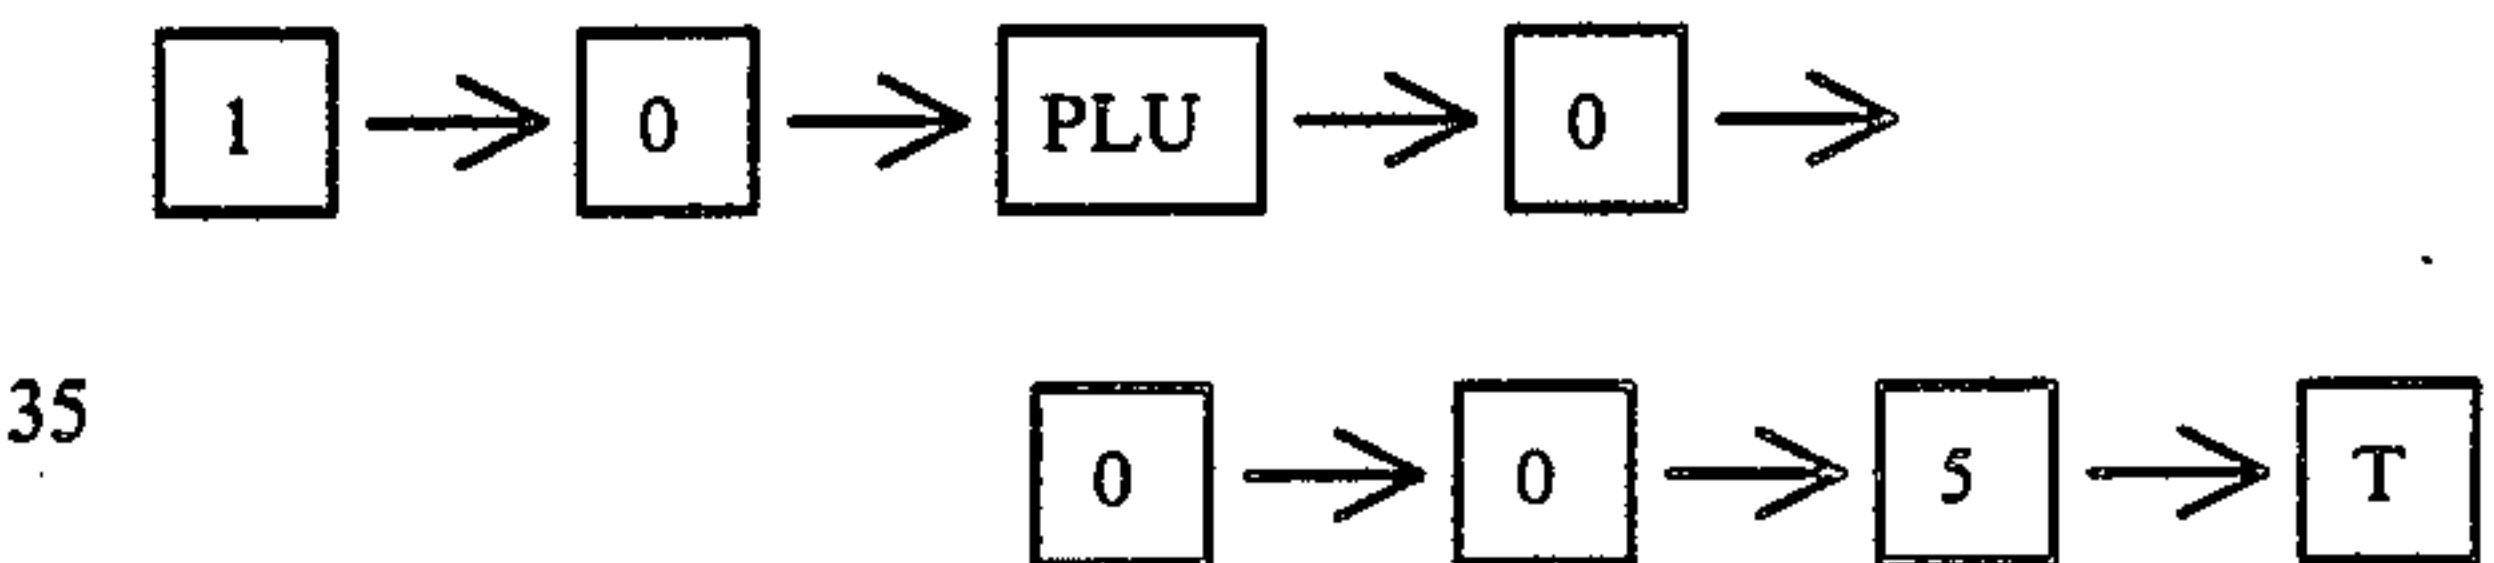 1 → 0 → PLU → 0 →
35 0 → 0 → 5 → T